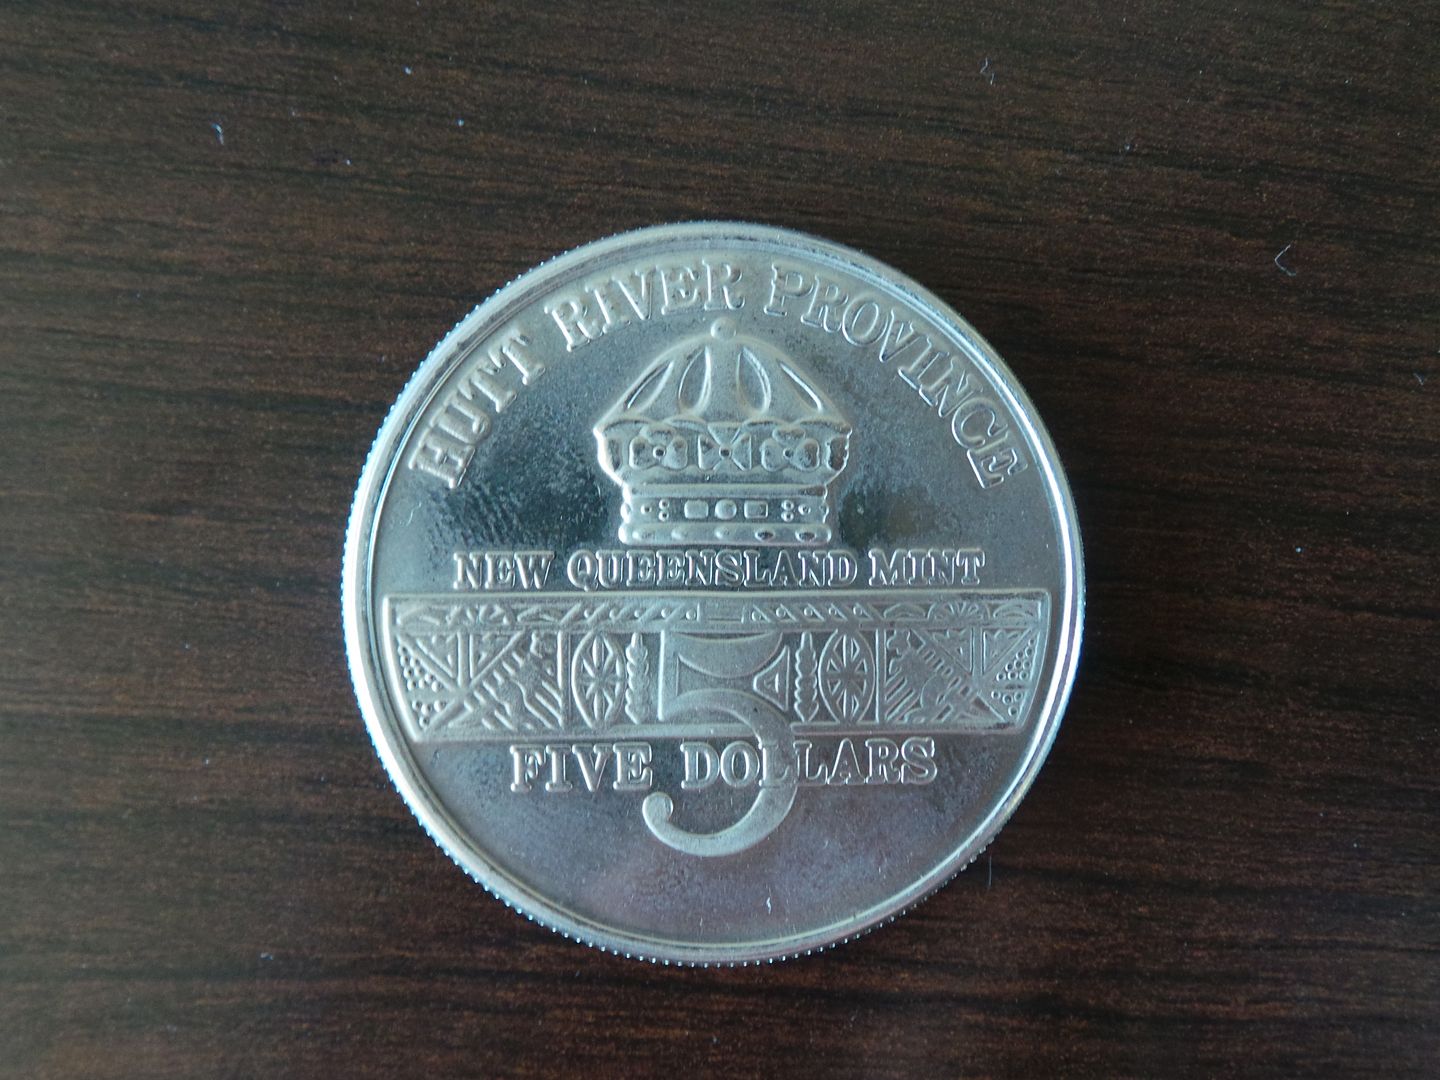 HUTT RIVER PROVINCE
NEW QUEENSLAND MINT
5
FIVE DOLLARS